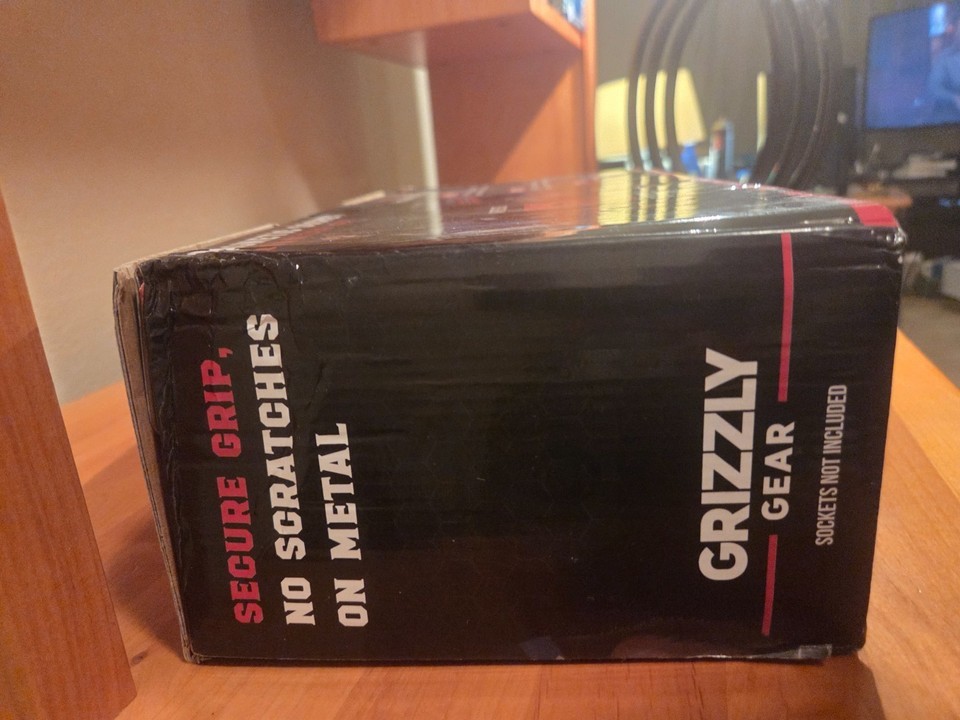 SECURE GRIP,
NO SCRATCHES
ON METAL
GRIZZLY
GEAR
SOCKETS NOT INCLUDED